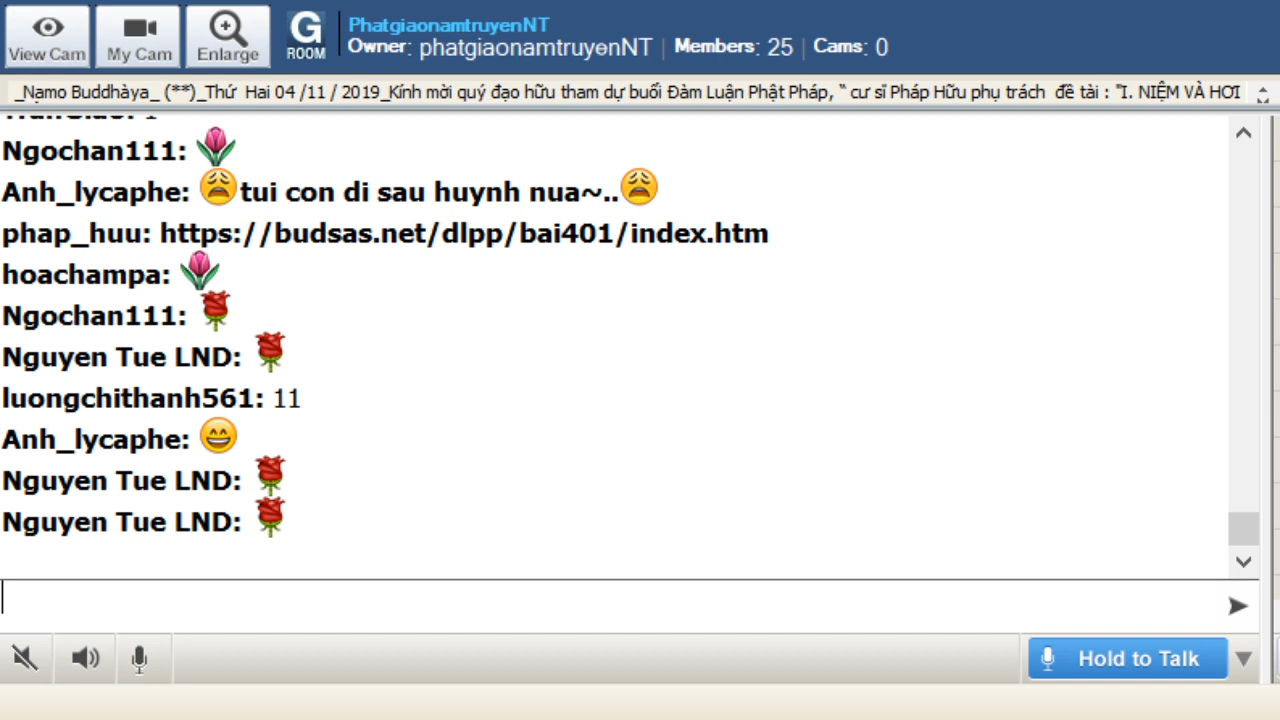 View Cam
My Cam
Enlarge
G
ROOM
PhatgiaonamtruyenNT
Owner: phatgiaonamtruyenNT | Members: 25 | Cams: 0
_Nạmo Buddhàya_ (**)_Thứ Hai 04 /11 / 2019_Kính mời quý đạo hữu tham dự buổi Đàm Luận Phật Pháp, “ cư sĩ Pháp Hữu phụ trách đề tài : "I. NIỆM VÀ HƠI
Ngochan111:
Anh_lycaphe: tui con di sau huynh nua~..
phap_huu: https://budsas.net/dlpp/bai401/index.htm
hoachampa:
Ngochan111:
Nguyen Tue LND:
luongchithanh561: 11
Anh_lycaphe:
Nguyen Tue LND:
Nguyen Tue LND:
Hold to Talk